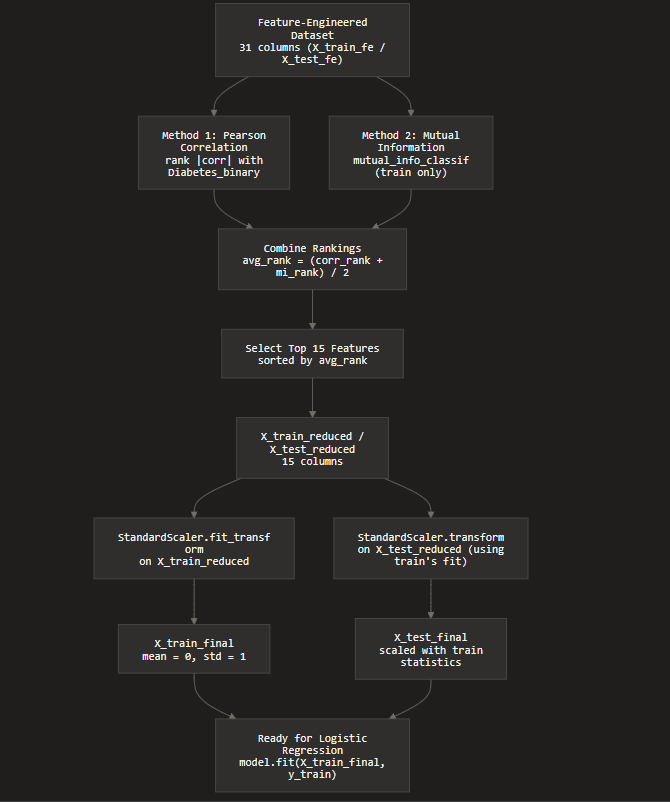 Feature-Engineered
Dataset
31 columns (X_train_fe /
X_test_fe)
Method 1: Pearson
Correlation
rank |corr| with
Diabetes_binary
Method 2: Mutual
Information
mutual_info_classif
(train only)
Combine Rankings
avg_rank = (corr_rank +
mi_rank) / 2
Select Top 15 Features
sorted by avg_rank
X_train_reduced /
X_test_reduced
15 columns
StandardScaler.fit_transf
orm
on X_train_reduced
StandardScaler.transform
on X_test_reduced (using
train's fit)
X_train_final
mean = 0, std = 1
X_test_final
scaled with train
statistics
Ready for Logistic
Regression
model.fit(X_train_final,
y_train)